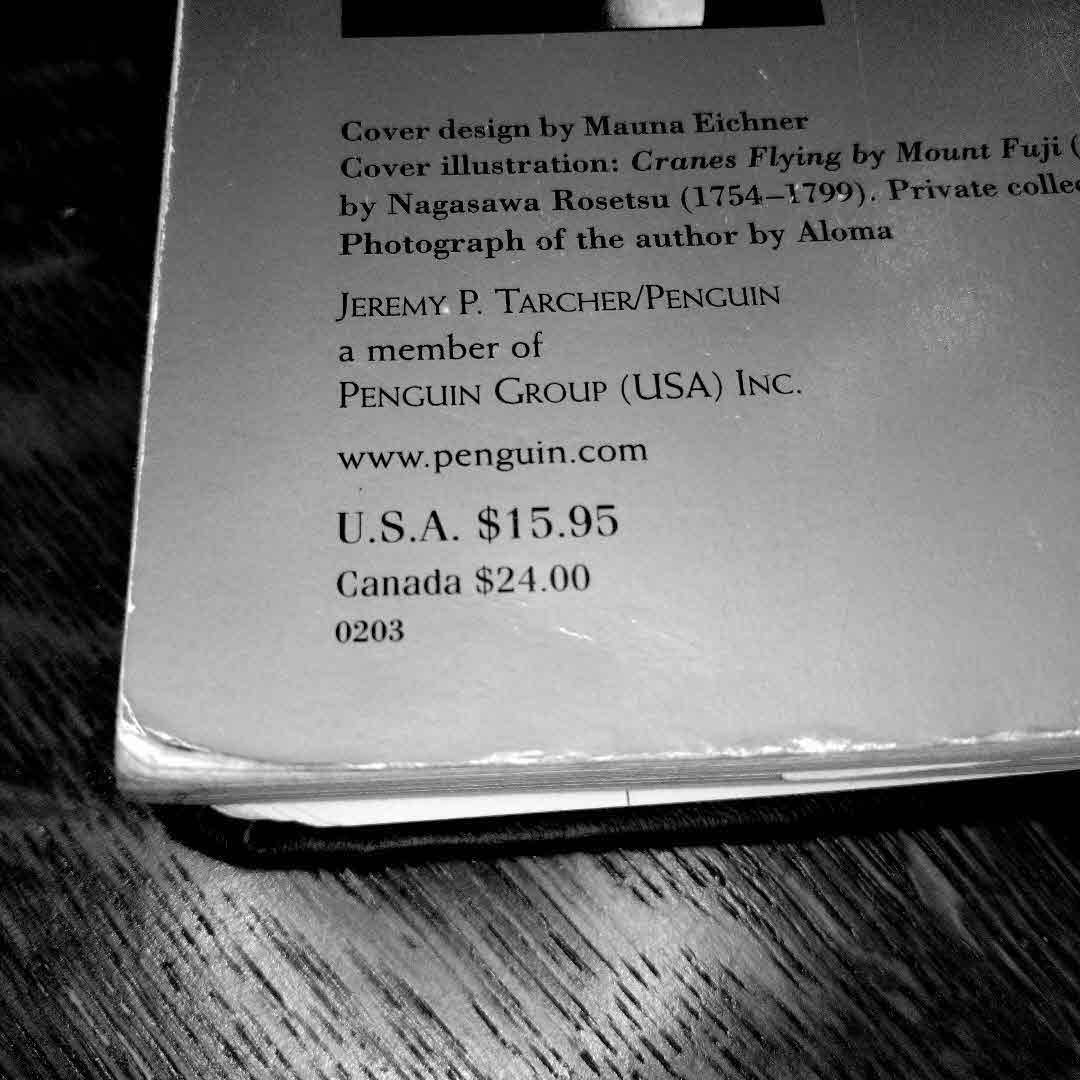 Cover design by Mauna Eichner
Cover illustration: Cranes Flying by Mount Fuji (
by Nagasawa Rosetsu (1754–1799). Private collec
Photograph of the author by Aloma
JEREMY P. TARCHER/PENGUIN
a member of
PENGUIN GROUP (USA) INC.
www.penguin.com
U.S.A. $15.95
Canada $24.00
0203